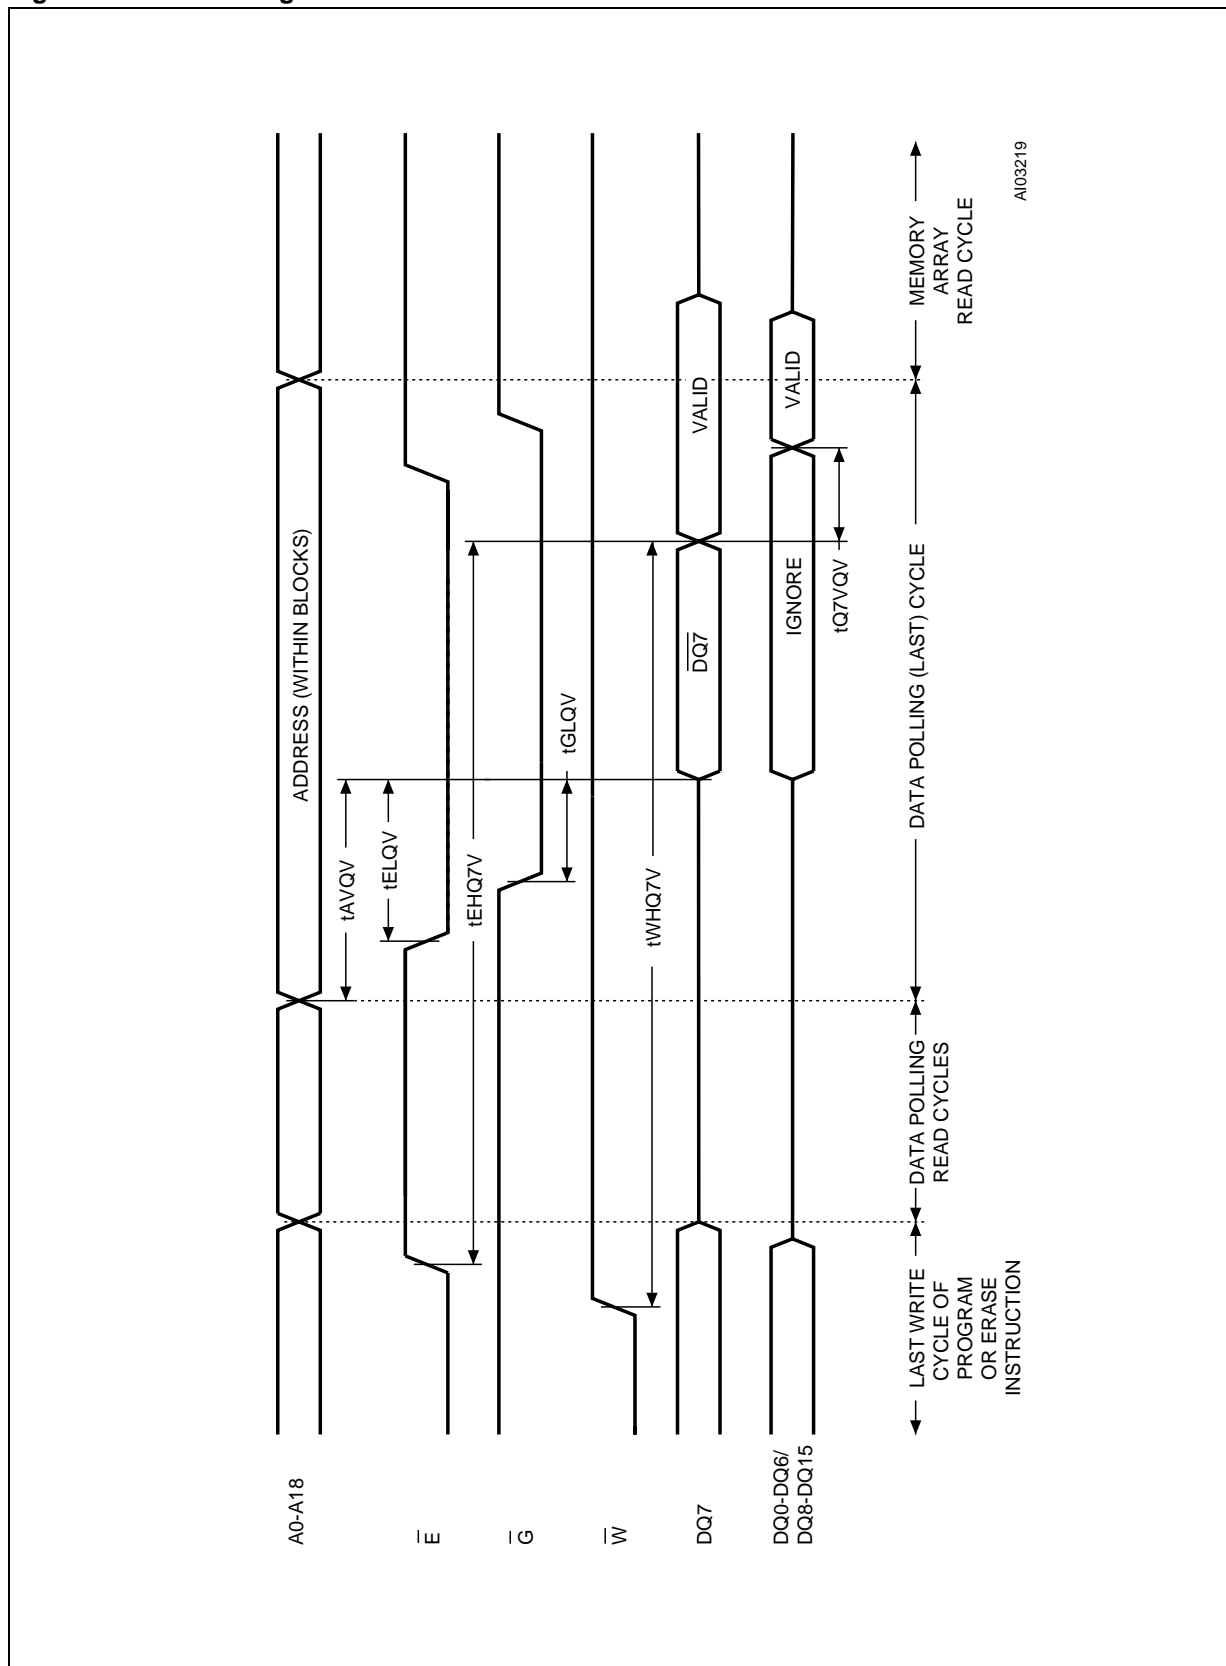 A0-A18
ADDRESS (WITHIN BLOCKS)
tAVQV
tELQV
E
tEHQ7V
G
tGLQV
W
tWHQ7V
DQ7
DQ7
VALID
DQ0-DQ6/
DQ8-DQ15
IGNORE
VALID
tQ7VQV
LAST WRITE
CYCLE OF
PROGRAM
OR ERASE
INSTRUCTION
DATA POLLING
READ CYCLES
DATA POLLING (LAST) CYCLE
MEMORY
ARRAY
READ CYCLE
AI03219